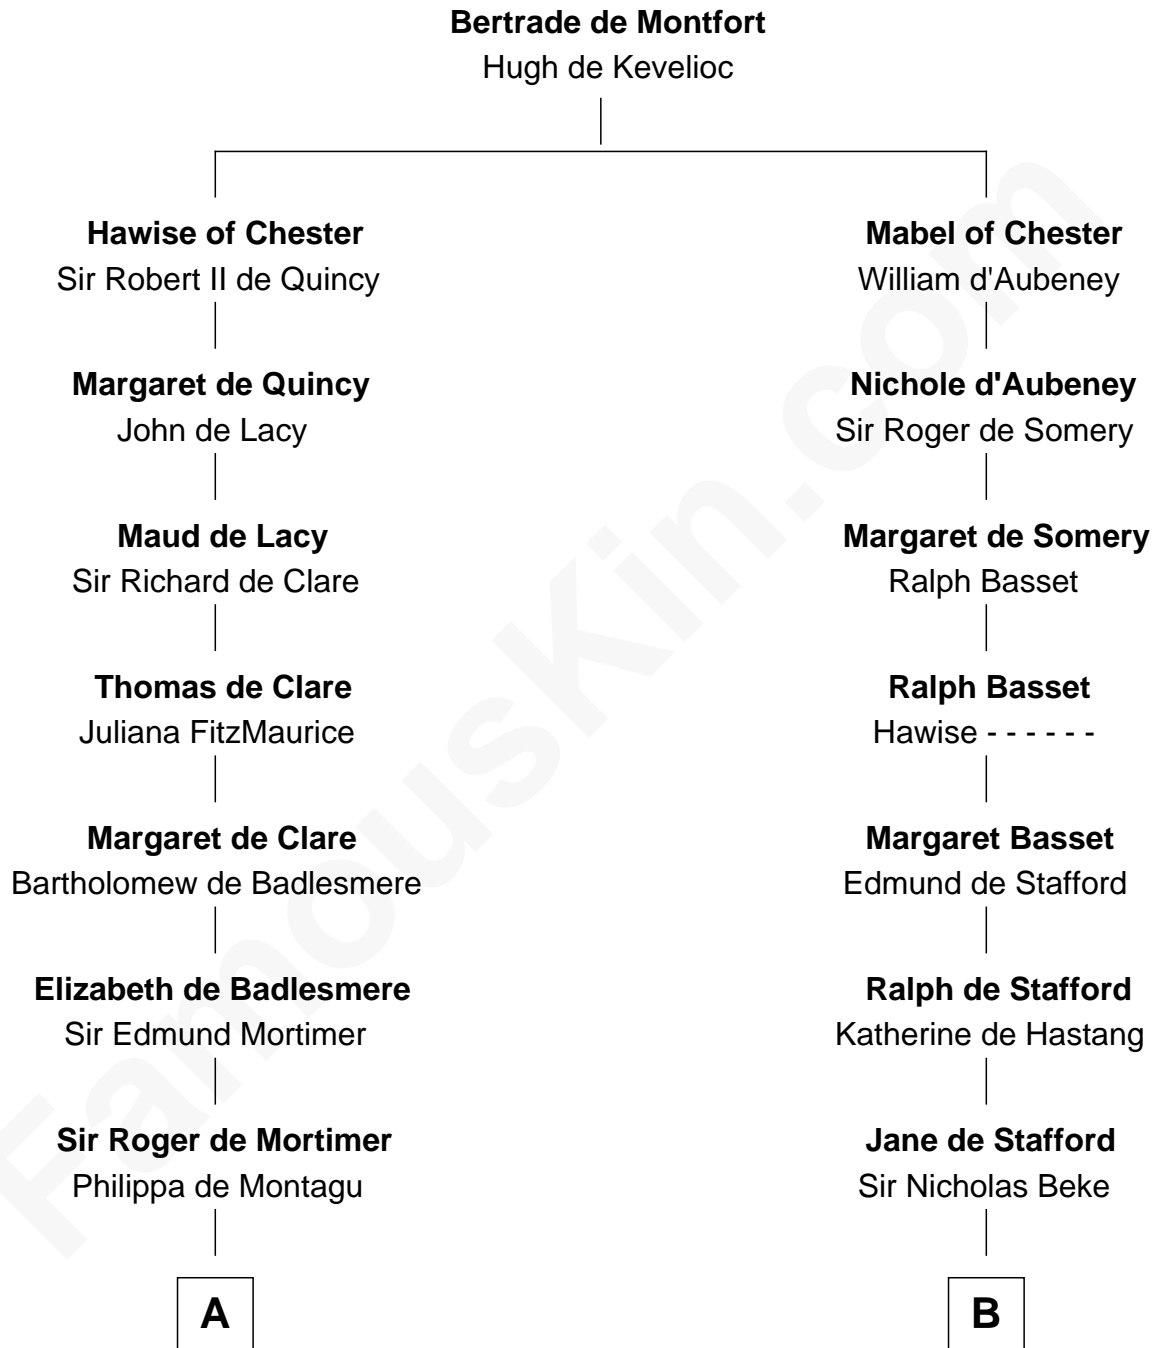 Bertrade de Montfort
Hugh de Kevelioc
Hawise of Chester
Sir Robert II de Quincy
Mabel of Chester
William d'Aubeney
Margaret de Quincy
John de Lacy
Nichole d'Aubeney
Sir Roger de Somery
Maud de Lacy
Sir Richard de Clare
Margaret de Somery
Ralph Basset
Thomas de Clare
Juliana FitzMaurice
Ralph Basset
Hawise - - - - - -
Margaret de Clare
Bartholomew de Badlesmere
Margaret Basset
Edmund de Stafford
Elizabeth de Badlesmere
Sir Edmund Mortimer
Ralph de Stafford
Katherine de Hastang
Sir Roger de Mortimer
Philippa de Montagu
Jane de Stafford
Sir Nicholas Beke
A
B
FamousKin.com